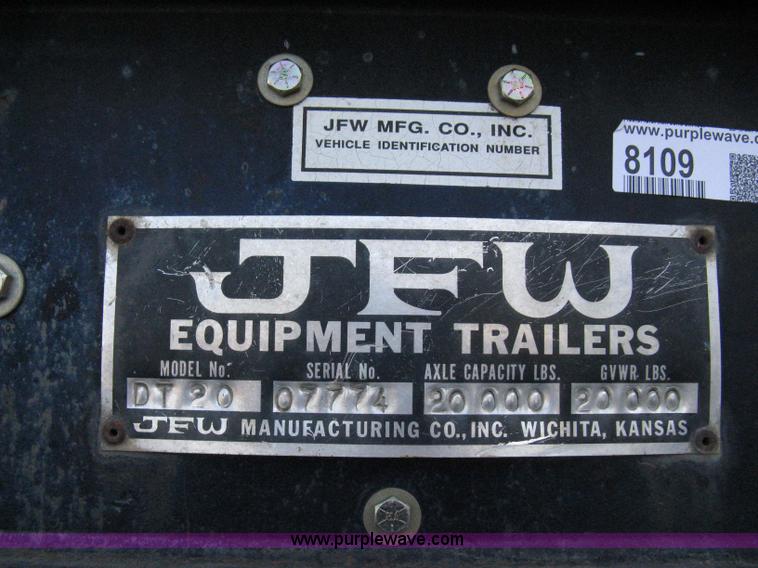 JFW MFG. CO., INC.
VEHICLE IDENTIFICATION NUMBER
www.purplewave.c
8109
JFW
EQUIPMENT TRAILERS
MODEL No. SERIAL No. AXLE CAPACITY LBS. GVWR LBS.
DT 20 07774 20 000 20 000
JFW MANUFACTURING CO., INC. WICHITA, KANSAS
www.purplewave.com